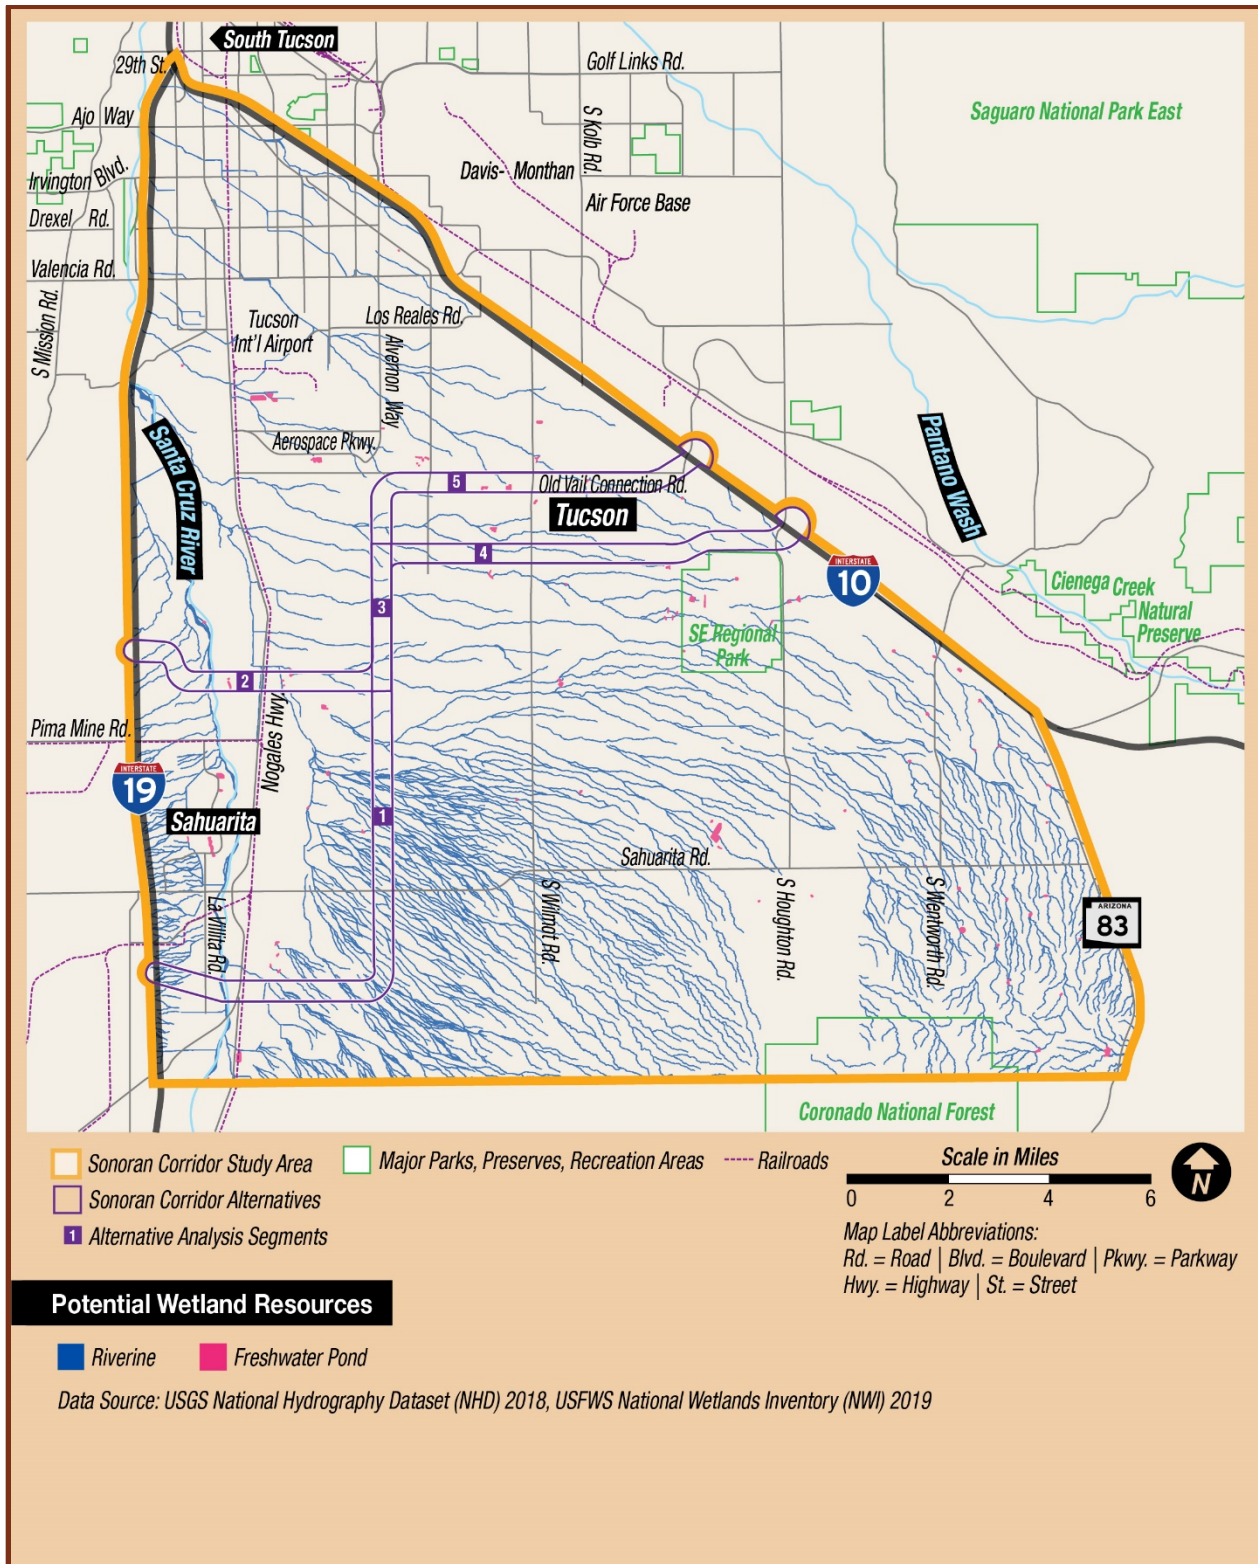 South Tucson
29th St.
Golf Links Rd.
Ajo Way
S Kolb Rd.
Saguaro National Park East
Irvington Blvd.
Davis- Monthan
Air Force Base
Drexel Rd.
Valencia Rd.
S Mission Rd.
Tucson
Int'l Airport
Los Reales Rd.
Alvernon Way
Santa Cruz River
Aerospace Pkwy.
Pantano Wash
5
Old Vail Connection Rd.
Tucson
4
INTERSTATE
10
Cienega Creek
Natural
Preserve
3
SE Regional
Park
2
Nogales Hwy.
Pima Mine Rd.
INTERSTATE
19
Sahuarita
1
Sahuarita Rd.
La Villita Rd.
S Wilmot Rd.
S Houghton Rd.
S Wentworth Rd.
ARIZONA
83
Coronado National Forest
Sonoran Corridor Study Area
Major Parks, Preserves, Recreation Areas
Railroads
Sonoran Corridor Alternatives
1 Alternative Analysis Segments
Scale in Miles
0 2 4 6
N
Map Label Abbreviations:
Rd. = Road | Blvd. = Boulevard | Pkwy. = Parkway
Hwy. = Highway | St. = Street
Potential Wetland Resources
Riverine
Freshwater Pond
Data Source: USGS National Hydrography Dataset (NHD) 2018, USFWS National Wetlands Inventory (NWI) 2019